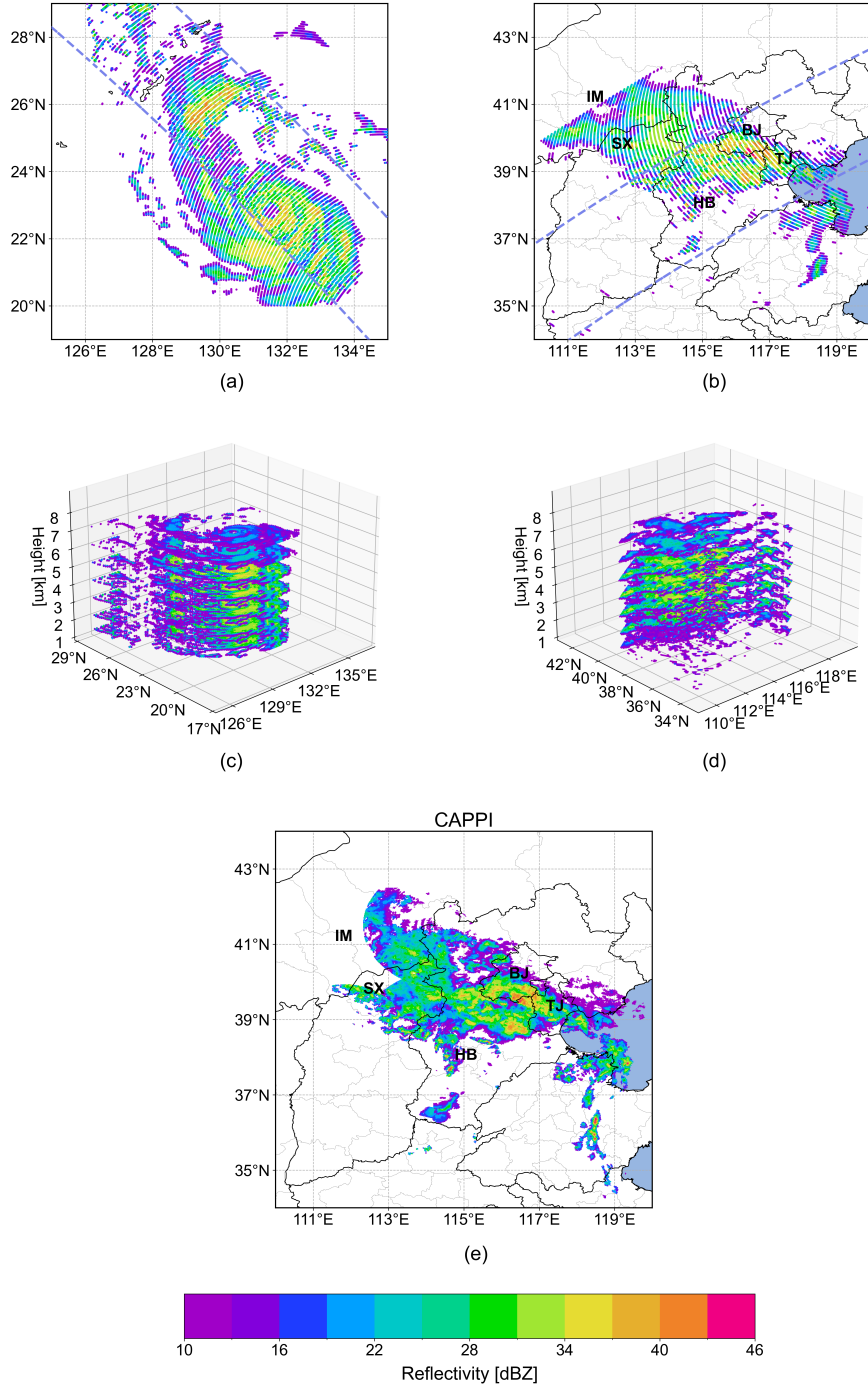 28°N
26°N
24°N
22°N
20°N
126°E 128°E 130°E 132°E 134°E
(a)
43°N
41°N
39°N
37°N
35°N
IM
BJ
SX
TJ
HB
111°E 113°E 115°E 117°E 119°E
(b)
Height [km]
8
7
6
5
4
3
2
1
29°N
26°N
23°N
20°N
17°N
126°E
129°E
132°E
135°E
(c)
Height [km]
8
7
6
5
4
3
2
1
42°N
40°N
38°N
36°N
34°N
110°E
112°E
114°E
116°E
118°E
(d)
CAPPI
43°N
41°N
39°N
37°N
35°N
IM
BJ
SX
TJ
HB
111°E 113°E 115°E 117°E 119°E
(e)
10 16 22 28 34 40 46
Reflectivity [dBZ]